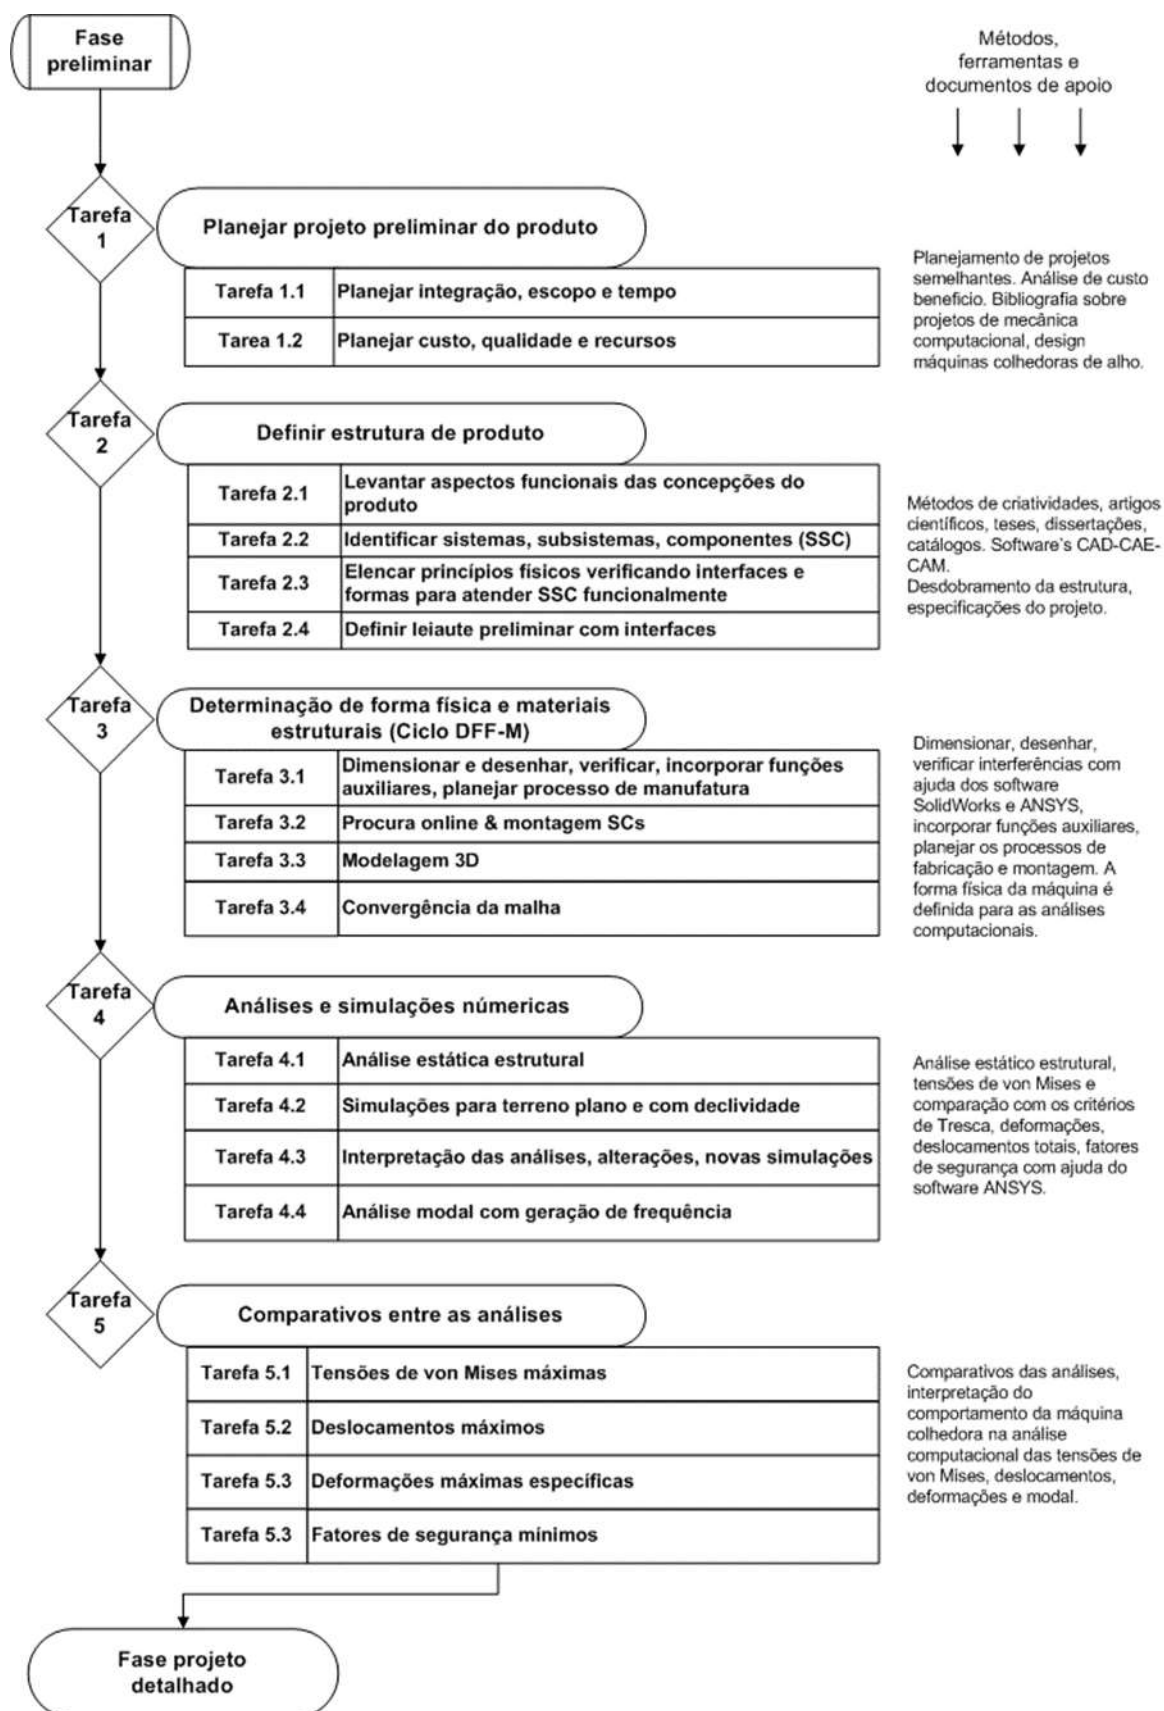 Fase
preliminar
Métodos,
ferramentas e
documentos de apoio
Tarefa
1
Planejar projeto preliminar do produto
Tarefa 1.1 Planejar integração, escopo e tempo
Tarea 1.2 Planejar custo, qualidade e recursos
Planejamento de projetos
semelhantes. Análise de custo
beneficio. Bibliografia sobre
projetos de mecânica
computacional, design
máquinas colhedoras de alho.
Tarefa
2
Definir estrutura de produto
Tarefa 2.1 Levantar aspectos funcionais das concepções do
produto
Tarefa 2.2 Identificar sistemas, subsistemas, componentes (SSC)
Tarefa 2.3 Elencar princípios físicos verificando interfaces e
formas para atender SSC funcionalmente
Tarefa 2.4 Definir leiaute preliminar com interfaces
Métodos de criatividades, artigos
científicos, teses, dissertações,
catálogos. Software`s CAD-CAE-
CAM.
Desdobramento da estrutura,
especificações do projeto.
Tarefa
3
Determinação de forma física e materiais
estruturais (Ciclo DFF-M)
Tarefa 3.1 Dimensionar e desenhar, verificar, incorporar funções
auxiliares, planejar processo de manufatura
Tarefa 3.2 Procura online & montagem SCs
Tarefa 3.3 Modelagem 3D
Tarefa 3.4 Convergência da malha
Dimensionar, desenhar,
verificar interferências com
ajuda dos software
SolidWorks e ANSYS,
incorporar funções auxiliares,
planejar os processos de
fabricação e montagem. A
forma física da máquina é
definida para as análises
computacionais.
Tarefa
4
Análises e simulações númericas
Tarefa 4.1 Análise estática estrutural
Tarefa 4.2 Simulações para terreno plano e com declividade
Tarefa 4.3 Interpretação das análises, alterações, novas simulações
Tarefa 4.4 Análise modal com geração de frequência
Análise estático estrutural,
tensões de von Mises e
comparação com os critérios
de Tresca, deformações,
deslocamentos totais, fatores
de segurança com ajuda do
software ANSYS.
Tarefa
5
Comparativos entre as análises
Tarefa 5.1 Tensões de von Mises máximas
Tarefa 5.2 Deslocamentos máximos
Tarefa 5.3 Deformações máximas específicas
Tarefa 5.3 Fatores de segurança mínimos
Comparativos das análises,
interpretação do
comportamento da máquina
colhedora na análise
computacional das tensões de
von Mises, deslocamentos,
deformações e modal.
Fase projeto
detalhado